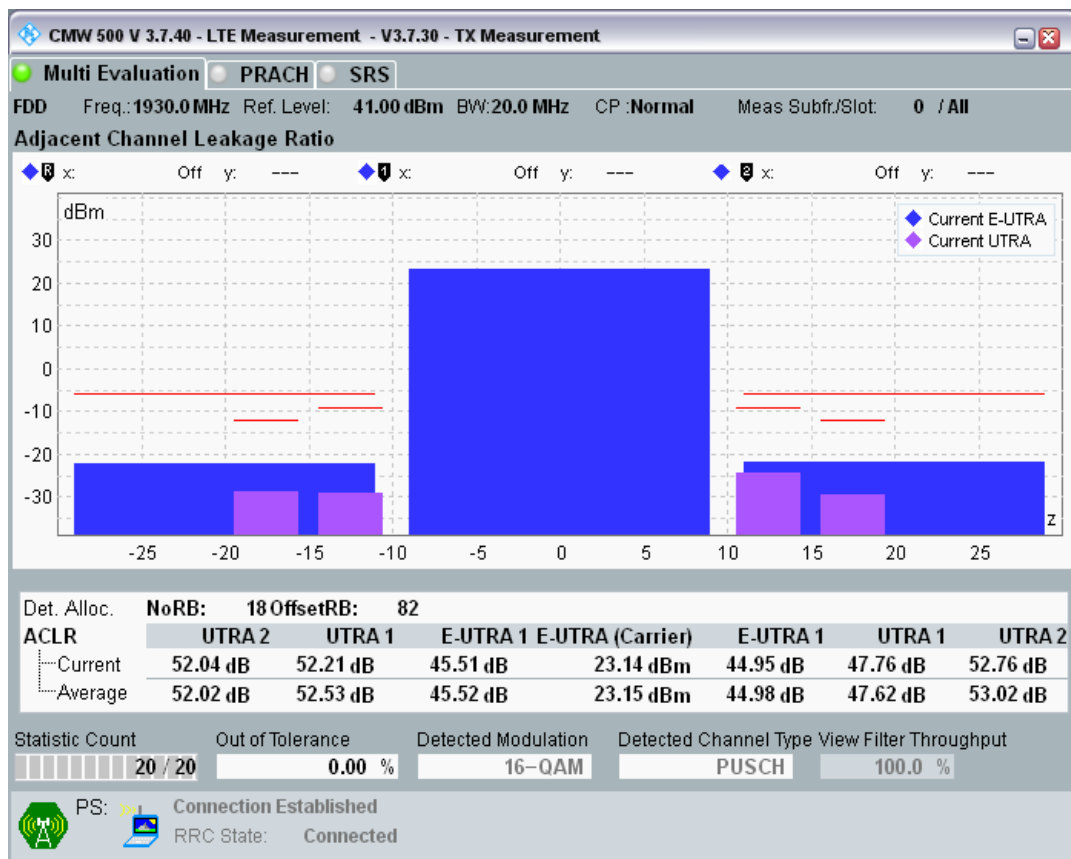 CMW 500 V 3.7.40 - LTE Measurement - V3.7.30 - TX Measurement
Multi Evaluation PRACH SRS
FDD Freq.: 1930.0 MHz Ref. Level: 41.00 dBm BW: 20.0 MHz CP :Normal Meas Subfr./Slot: 0 / All
Adjacent Channel Leakage Ratio
R x: Off y: --- 1 x: Off y: --- 2 x: Off y: ---
dBm
Current E-UTRA
Current UTRA
30
20
10
0
-10
-20
-30
z
-25 -20 -15 -10 -5 0 5 10 15 20 25
Det. Alloc. NoRB: 18 OffsetRB: 82
ACLR UTRA 2 UTRA 1 E-UTRA 1 E-UTRA (Carrier) E-UTRA 1 UTRA 1 UTRA 2
Current 52.04 dB 52.21 dB 45.51 dB 23.14 dBm 44.95 dB 47.76 dB 52.76 dB
Average 52.02 dB 52.53 dB 45.52 dB 23.15 dBm 44.98 dB 47.62 dB 53.02 dB
Statistic Count Out of Tolerance Detected Modulation Detected Channel Type View Filter Throughput
20 / 20 0.00 % 16-QAM PUSCH 100.0 %
PS: Connection Established
RRC State: Connected